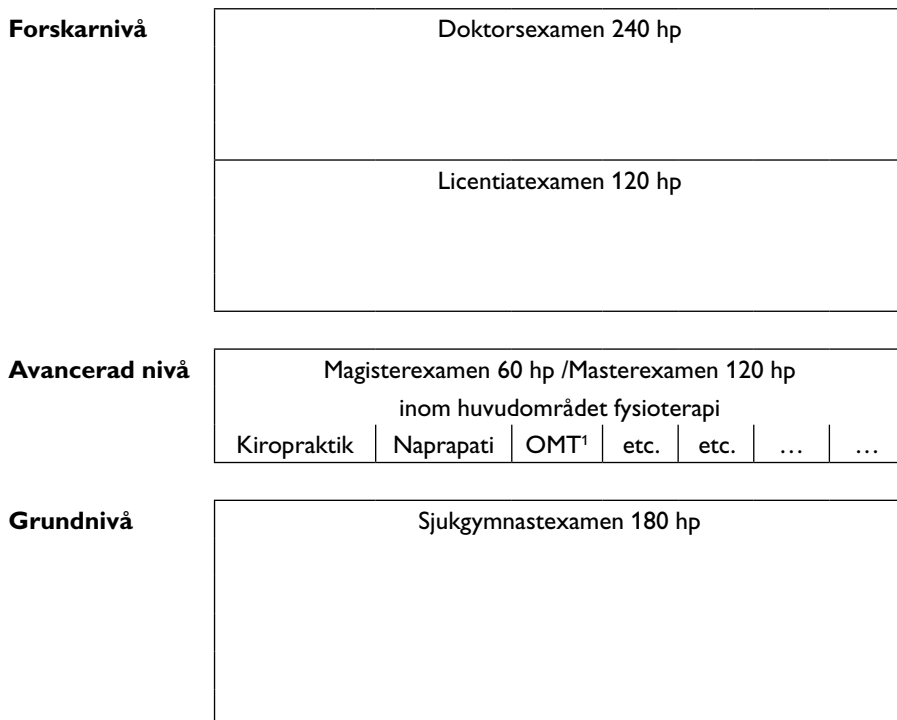 Forskarnivå
Doktorsexamen 240 hp
Licentiatexamen 120 hp
Avancerad nivå
Magisterexamen 60 hp /Masterexamen 120 hp
inom huvudområdet fysioterapi
Kiropraktik Naprapati OMT¹ etc. etc. … …
Grundnivå
Sjukgymnastexamen 180 hp